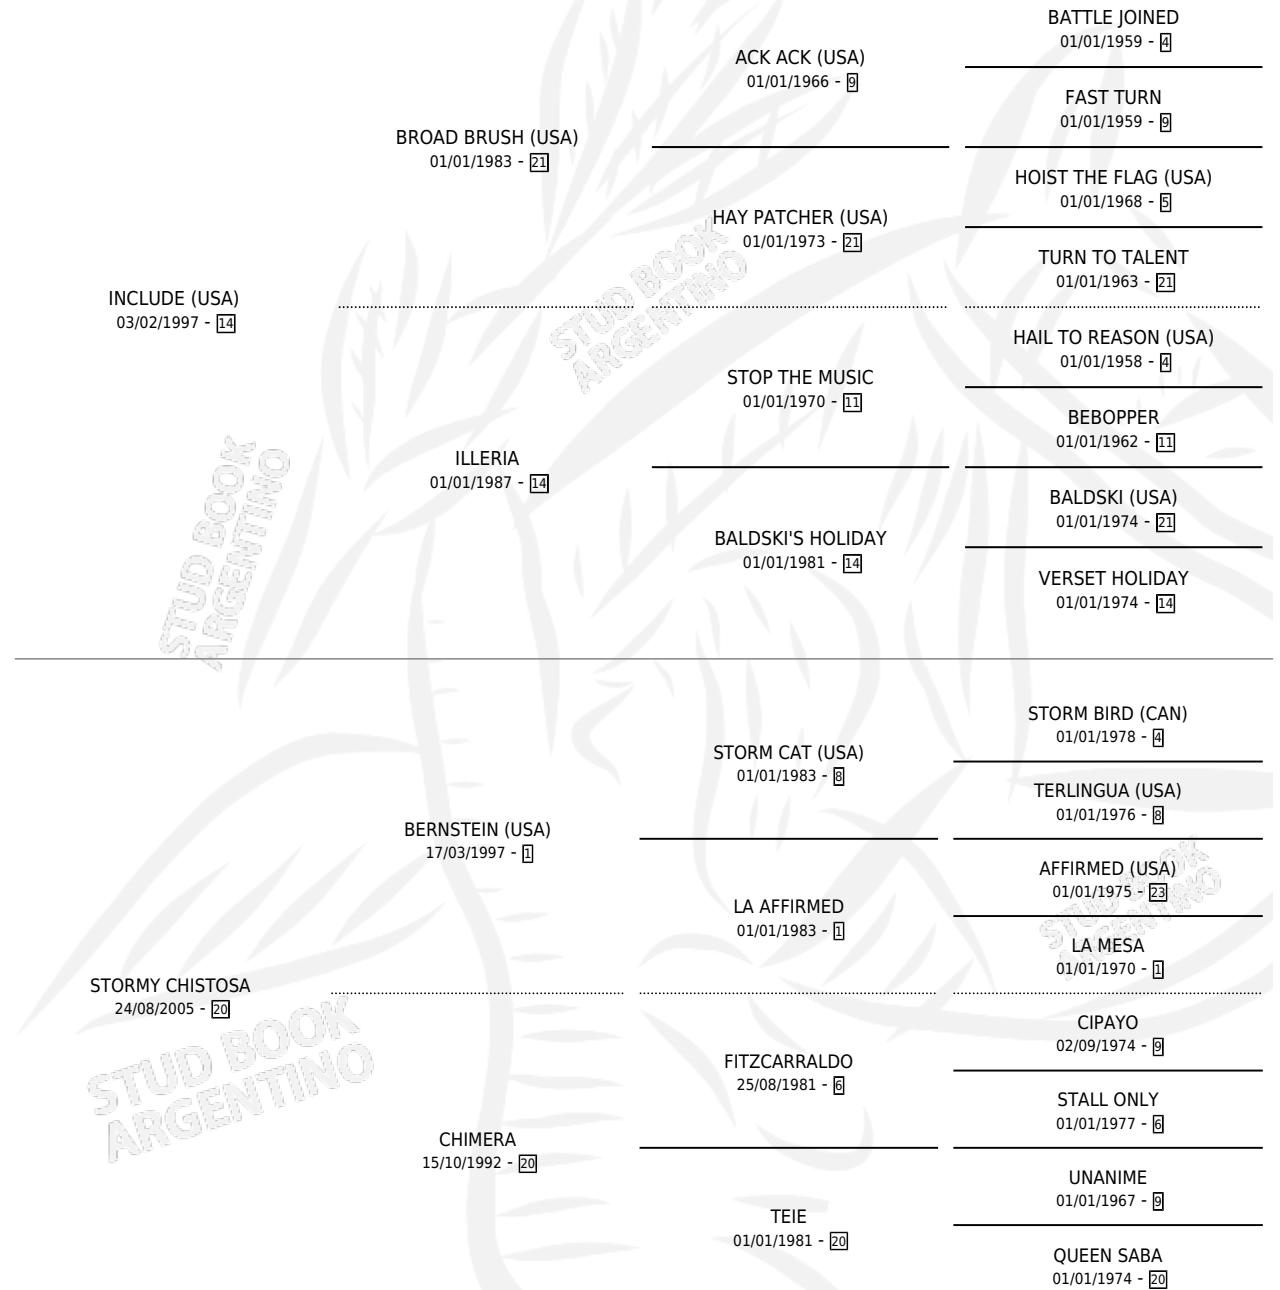 BATTLE JOINED
01/01/1959 - 4
ACK ACK (USA)
01/01/1966 - 9
FAST TURN
01/01/1959 - 9
BROAD BRUSH (USA)
01/01/1983 - 21
HOIST THE FLAG (USA)
01/01/1968 - 5
HAY PATCHER (USA)
01/01/1973 - 21
TURN TO TALENT
01/01/1963 - 21
INCLUDE (USA)
03/02/1997 - 14
HAIL TO REASON (USA)
01/01/1958 - 4
STOP THE MUSIC
01/01/1970 - 11
BEBOPPER
01/01/1962 - 11
ILLERIA
01/01/1987 - 14
BALDSKI (USA)
01/01/1974 - 21
BALDSKI'S HOLIDAY
01/01/1981 - 14
VERSET HOLIDAY
01/01/1974 - 14
STORM BIRD (CAN)
01/01/1978 - 4
STORM CAT (USA)
01/01/1983 - 8
TERLINGUA (USA)
01/01/1976 - 8
BERNSTEIN (USA)
17/03/1997 - 1
AFFIRMED (USA)
01/01/1975 - 23
LA AFFIRMED
01/01/1983 - 1
LA MESA
01/01/1970 - 1
STORMY CHISTOSA
24/08/2005 - 20
CIPAYO
02/09/1974 - 9
FITZCARRALDO
25/08/1981 - 6
STALL ONLY
01/01/1977 - 6
CHIMERA
15/10/1992 - 20
UNANIME
01/01/1967 - 9
TEIE
01/01/1981 - 20
QUEEN SABA
01/01/1974 - 20
STUD BOOK
ARGENTINO
STUD BOOK
ARGENTINO
STUD BOOK
ARGENTINO
STUD BOOK
ARGENTINO